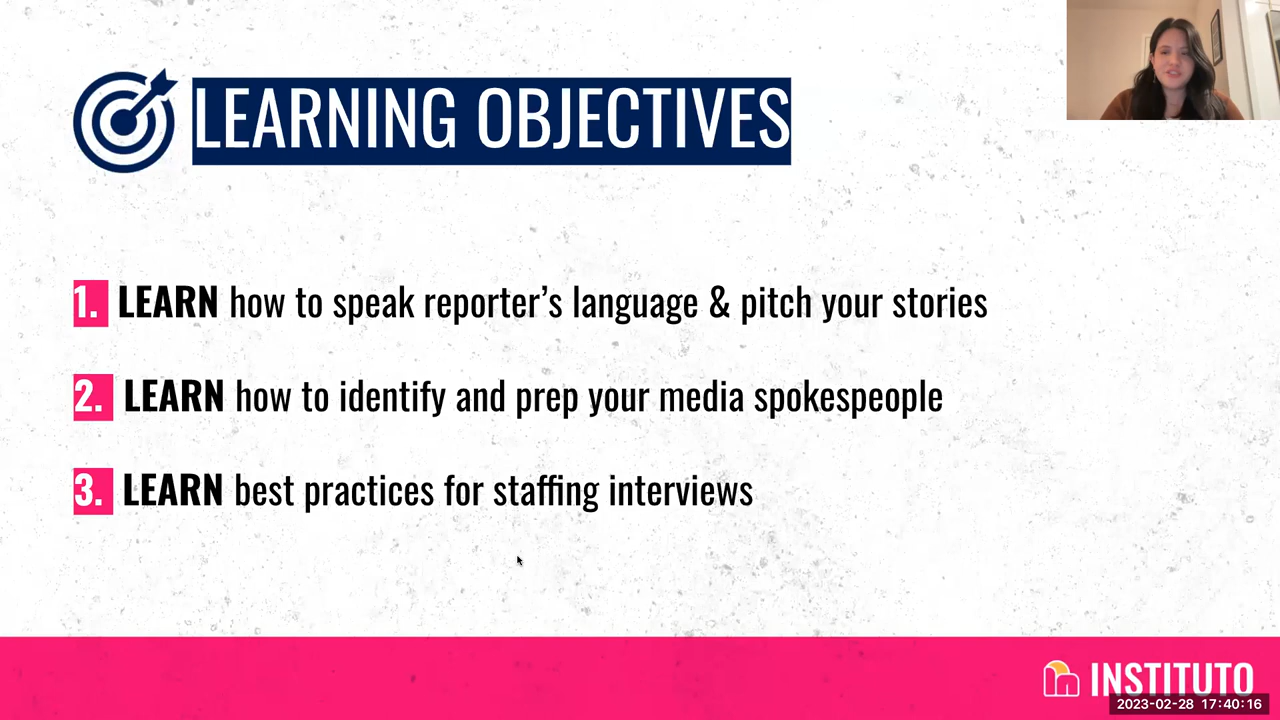 LEARNING OBJECTIVES
1. LEARN how to speak reporter’s language & pitch your stories
2. LEARN how to identify and prep your media spokespeople
3. LEARN best practices for staffing interviews
INSTITUTO
2023-02-28 17:40:16